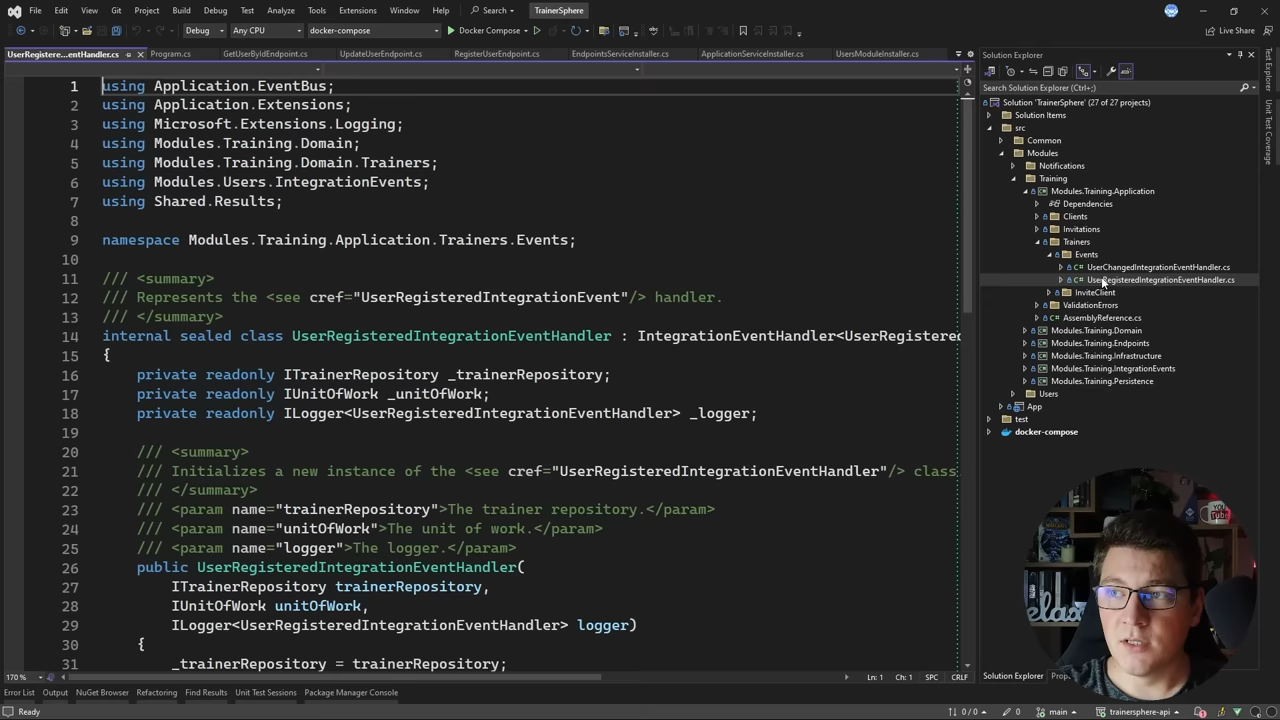 File Edit View Git Project Build Debug Test Analyze Tools Extensions Window Help Search TrainerSphere
Debug Any CPU docker-compose Docker Compose Live Share
UserRegistere...entHandler.cs Program.cs GetUserByIdEndpoint.cs UpdateUserEndpoint.cs RegisterUserEndpoint.cs EndpointsServiceInstaller.cs ApplicationServiceInstaller.cs UsersModuleInstaller.cs
1 using Application.EventBus;
2 using Application.Extensions;
3 using Microsoft.Extensions.Logging;
4 using Modules.Training.Domain;
5 using Modules.Training.Domain.Trainers;
6 using Modules.Users.IntegrationEvents;
7 using Shared.Results;
8
9 namespace Modules.Training.Application.Trainers.Events;
10
11 /// <summary>
12 /// Represents the <see cref="UserRegisteredIntegrationEvent"/> handler.
13 /// </summary>
14 internal sealed class UserRegisteredIntegrationEventHandler : IntegrationEventHandler<UserRegistered
15 {
16 private readonly ITrainerRepository _trainerRepository;
17 private readonly IUnitOfWork _unitOfWork;
18 private readonly ILogger<UserRegisteredIntegrationEventHandler> _logger;
19
20 /// <summary>
21 /// Initializes a new instance of the <see cref="UserRegisteredIntegrationEventHandler"/> class
22 /// </summary>
23 /// <param name="trainerRepository">The trainer repository.</param>
24 /// <param name="unitOfWork">The unit of work.</param>
25 /// <param name="logger">The logger.</param>
26 public UserRegisteredIntegrationEventHandler(
27 ITrainerRepository trainerRepository,
28 IUnitOfWork unitOfWork,
29 ILogger<UserRegisteredIntegrationEventHandler> logger)
30 {
31 _trainerRepository = trainerRepository;
170 % Ln: 1 Ch: 1 SPC CRLF
Solution Explorer
Search Solution Explorer (Ctrl+;)
Solution 'TrainerSphere' (27 of 27 projects)
Solution Items
src
Common
Modules
Notifications
Training
Modules.Training.Application
Dependencies
Clients
Invitations
Trainers
Events
UserChangedIntegrationEventHandler.cs
UserRegisteredIntegrationEventHandler.cs
InviteClient
ValidationErrors
AssemblyReference.cs
Modules.Training.Domain
Modules.Training.Endpoints
Modules.Training.Infrastructure
Modules.Training.IntegrationEvents
Modules.Training.Persistence
Users
App
test
docker-compose
Test Explorer
Unit Test Coverage
You
Tube
Solution Explorer
Error List Output NuGet Browser Refactoring Find Results Unit Test Sessions Package Manager Console
Ready 0 / 0 0 main trainersphere-api